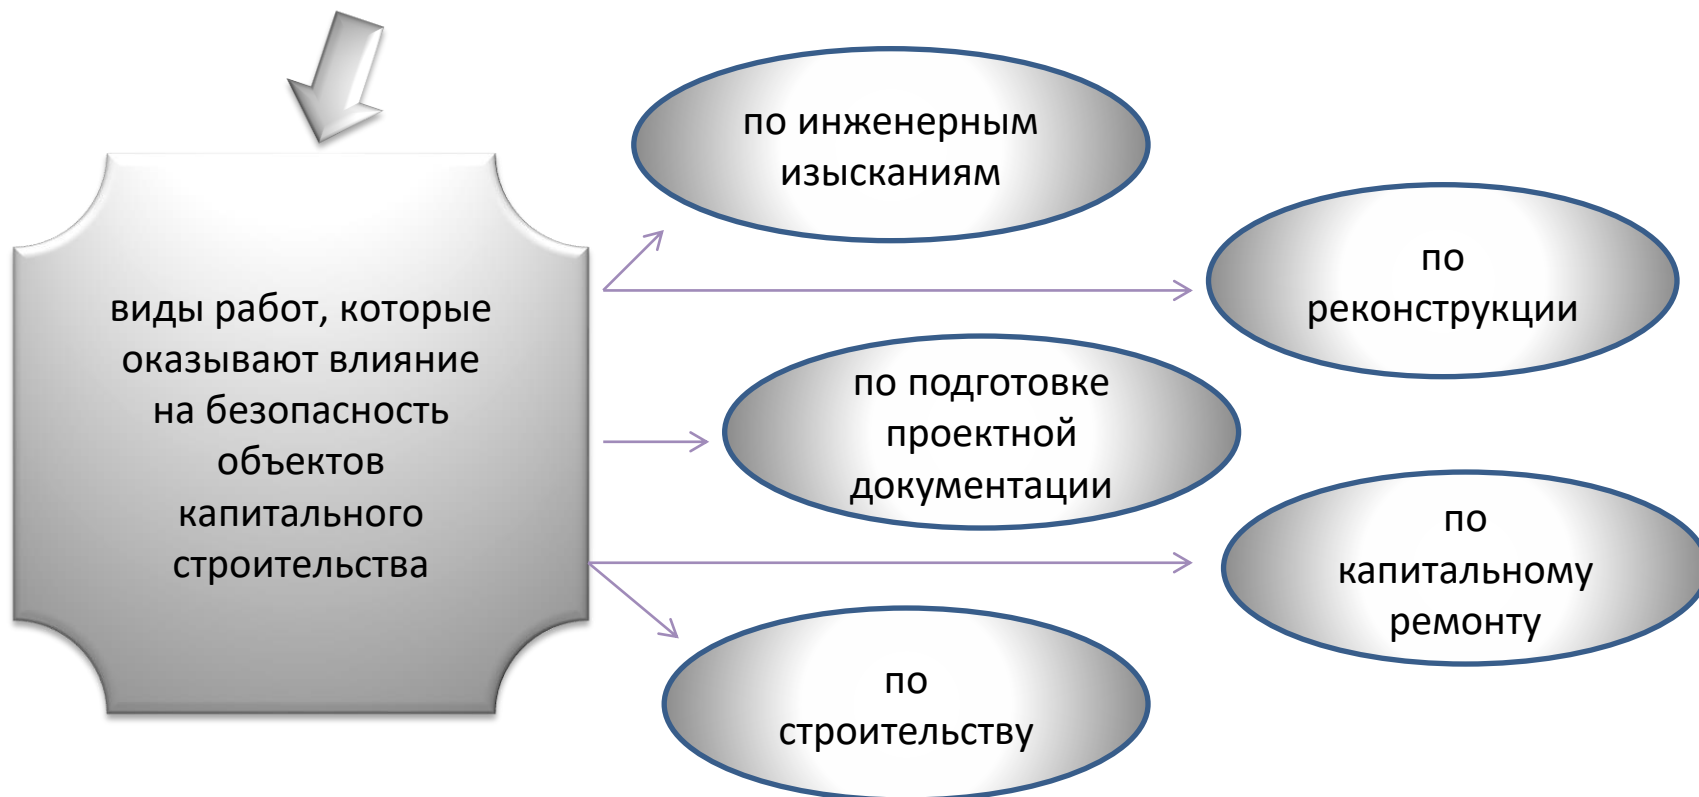 виды работ, которые
оказывают влияние
на безопасность
объектов
капитального
строительства
по инженерным
изысканиям
по
реконструкции
по подготовке
проектной
документации
по
капитальному
ремонту
по
строительству